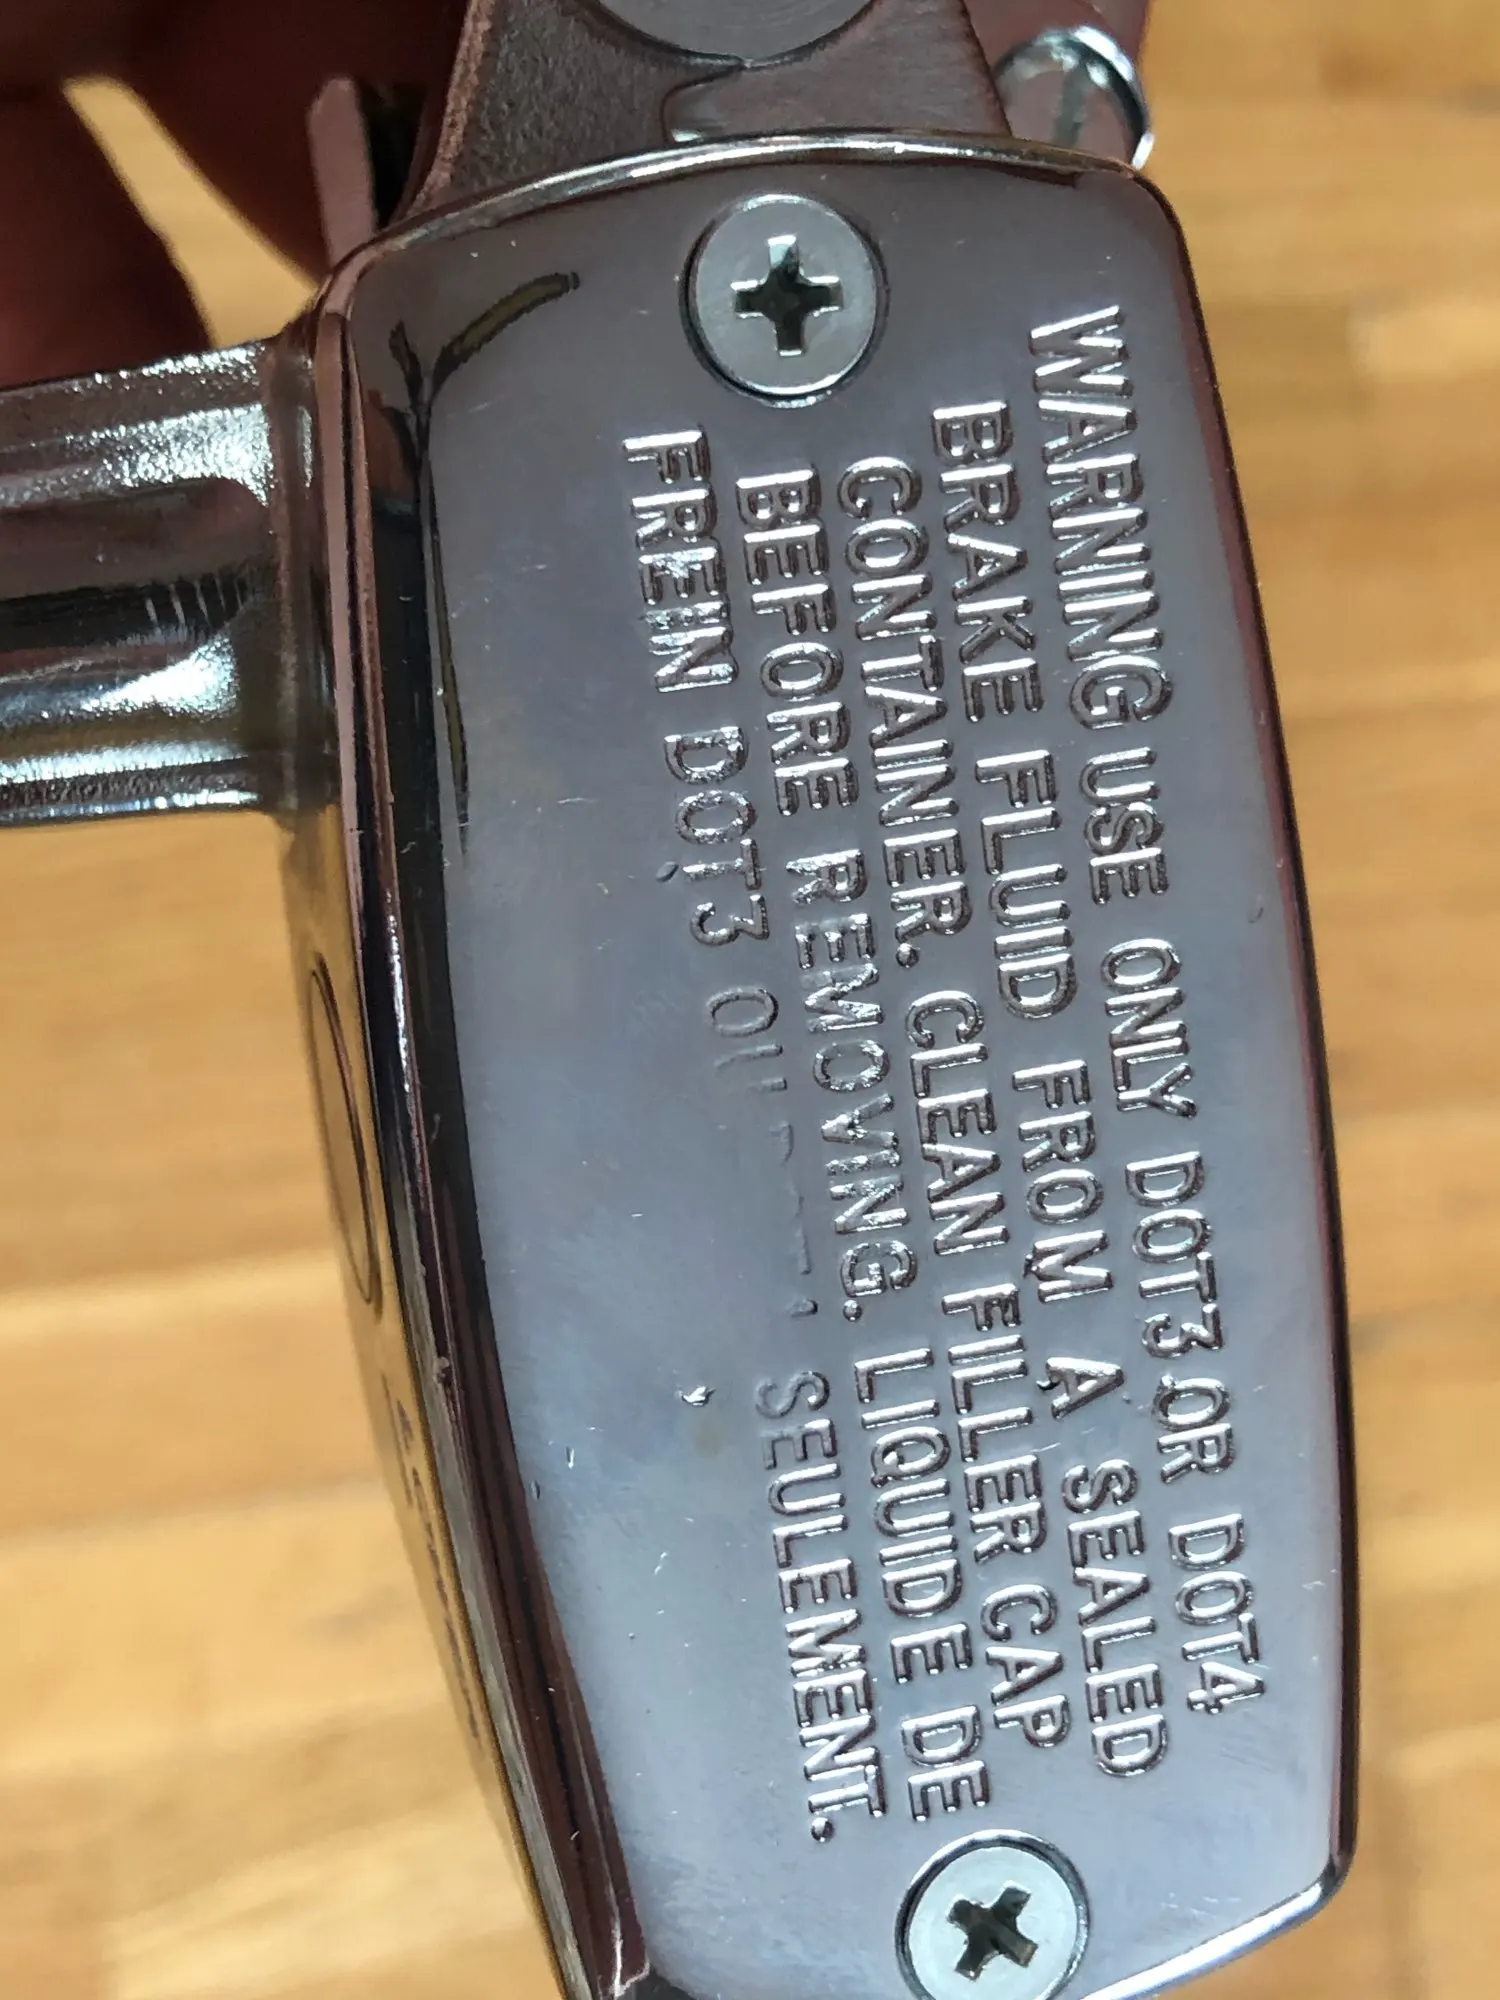 WARNING USE ONLY DOT3 OR DOT4
BRAKE FLUID FROM A SEALED
CONTAINER. CLEAN FILLER CAP
BEFORE REMOVING. LIQUIDE DE
FREIN DOT3 OU SEULEMENT.